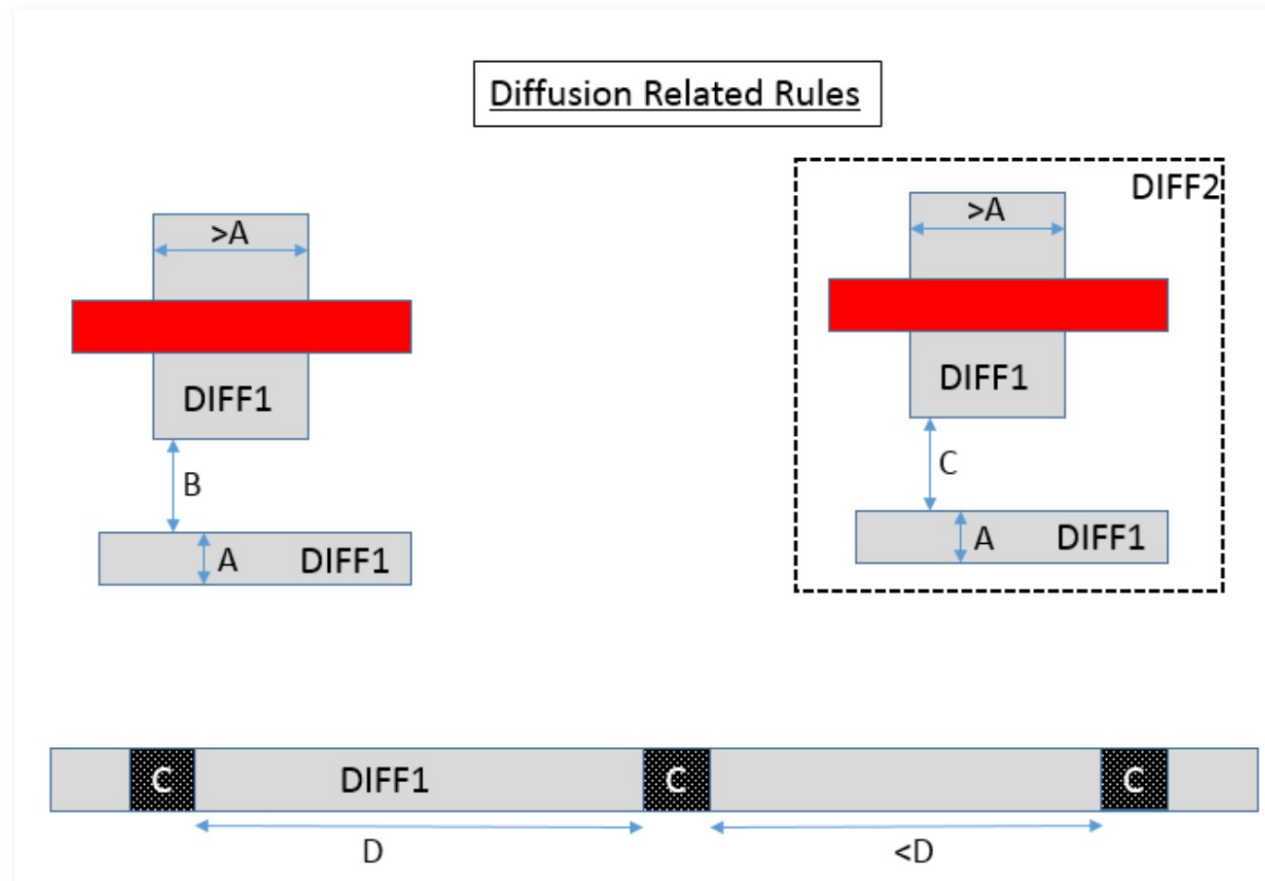 Diffusion Related Rules
DIFF2
>A
>A
DIFF1
DIFF1
B
C
A
DIFF1
A
DIFF1
C
DIFF1
C
C
D
<D